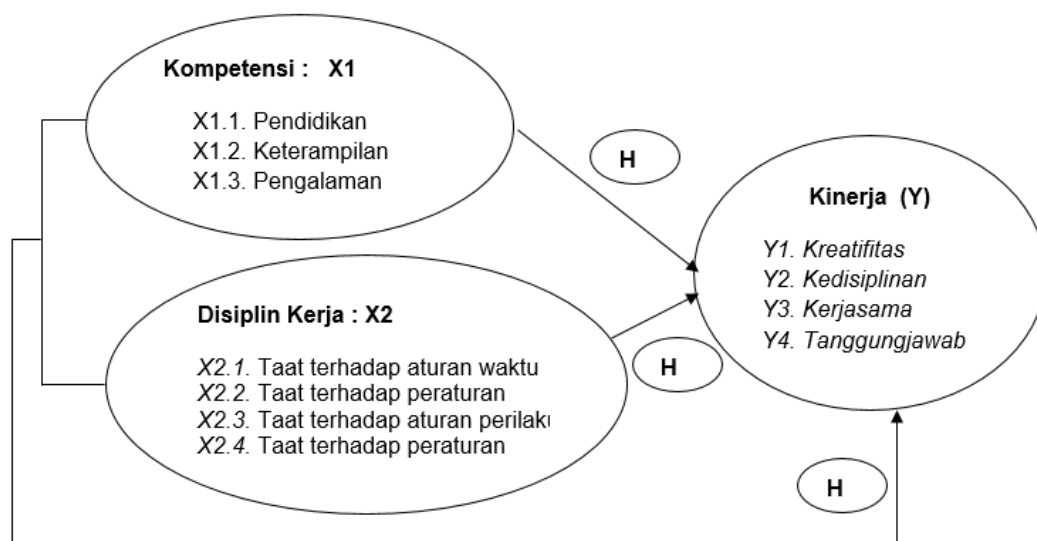 Kompetensi : X1
X1.1. Pendidikan
X1.2. Keterampilan
X1.3. Pengalaman
H
Kinerja (Y)
Y1. Kreatifitas
Y2. Kedisiplinan
Y3. Kerjasama
Y4. Tanggungjawab
Disiplin Kerja : X2
X2.1. Taat terhadap aturan waktu
X2.2. Taat terhadap peraturan
X2.3. Taat terhadap aturan perilaku
X2.4. Taat terhadap peraturan
H
H